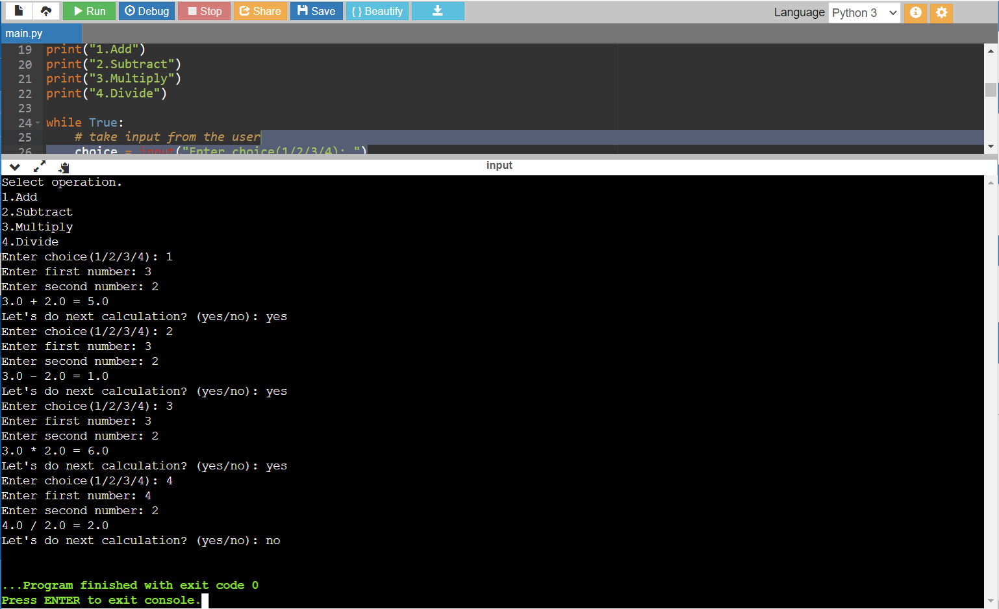 Run Debug Stop Share Save { } Beautify Language Python 3
main.py
19 print("1.Add")
20 print("2.Subtract")
21 print("3.Multiply")
22 print("4.Divide")
23
24 while True:
25 # take input from the user
26 choice = input("Enter choice(1/2/3/4): ")
input
Select operation.
1.Add
2.Subtract
3.Multiply
4.Divide
Enter choice(1/2/3/4): 1
Enter first number: 3
Enter second number: 2
3.0 + 2.0 = 5.0
Let's do next calculation? (yes/no): yes
Enter choice(1/2/3/4): 2
Enter first number: 3
Enter second number: 2
3.0 - 2.0 = 1.0
Let's do next calculation? (yes/no): yes
Enter choice(1/2/3/4): 3
Enter first number: 3
Enter second number: 2
3.0 * 2.0 = 6.0
Let's do next calculation? (yes/no): yes
Enter choice(1/2/3/4): 4
Enter first number: 4
Enter second number: 2
4.0 / 2.0 = 2.0
Let's do next calculation? (yes/no): no
...Program finished with exit code 0
Press ENTER to exit console.